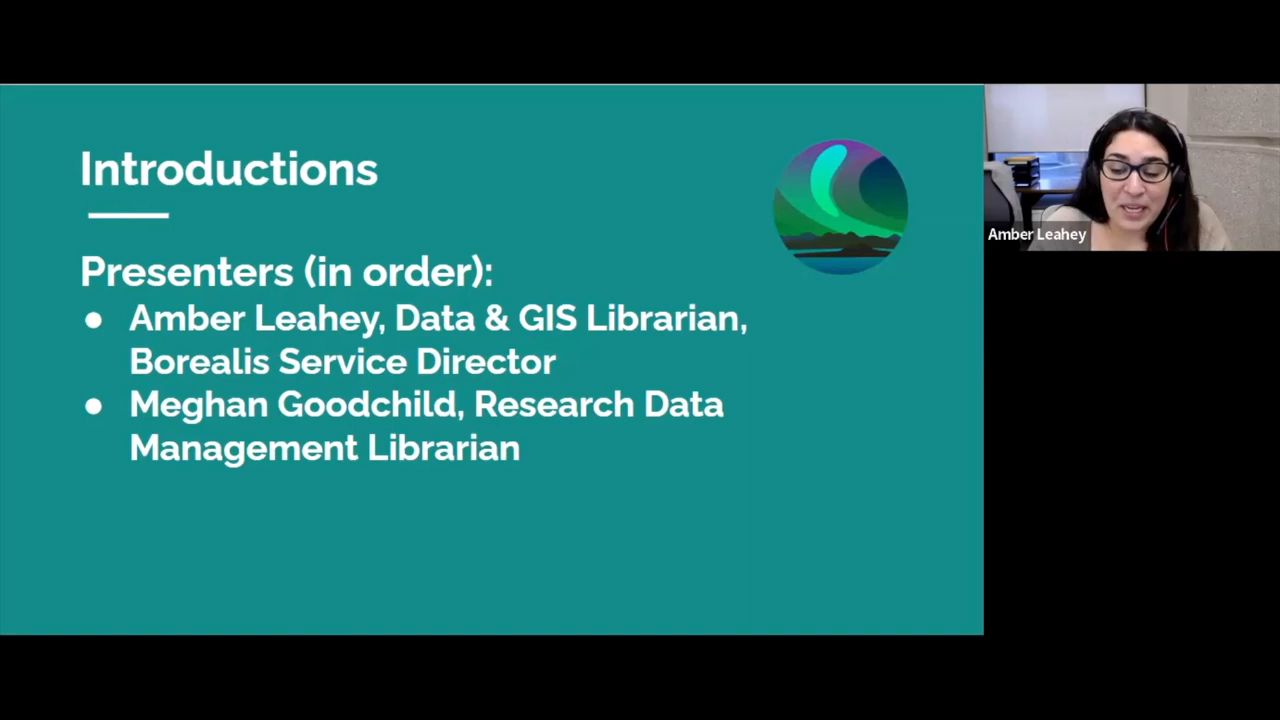 Introductions
Presenters (in order):
● Amber Leahey, Data & GIS Librarian,
Borealis Service Director
● Meghan Goodchild, Research Data
Management Librarian
Amber Leahey